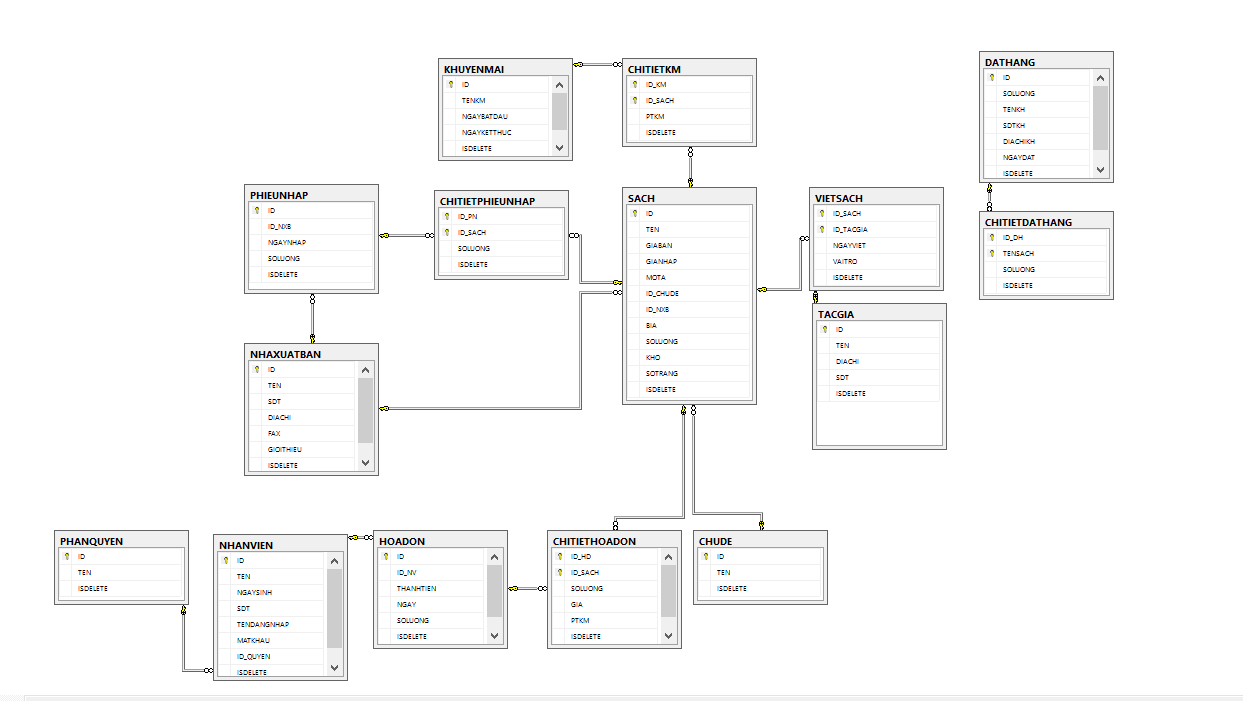 KHUYENMAI
ID
TENKM
NGAYBATDAU
NGAYKETTHUC
ISDELETE
CHITIETKM
ID_KM
ID_SACH
PTKM
ISDELETE
DATHANG
ID
SOLUONG
TENKH
SDTKH
DIACHIKH
NGAYDAT
ISDELETE
PHIEUNHAP
ID
ID_NXB
NGAYNHAP
SOLUONG
ISDELETE
CHITIETPHIEUNHAP
ID_PN
ID_SACH
SOLUONG
ISDELETE
SACH
ID
TEN
GIABAN
GIANHAP
MOTA
ID_CHUDE
ID_NXB
BIA
SOLUONG
KHO
SOTRANG
ISDELETE
VIETSACH
ID_SACH
ID_TACGIA
NGAYVIET
VAITRO
ISDELETE
CHITIETDATHANG
ID_DH
TENSACH
SOLUONG
ISDELETE
TACGIA
ID
TEN
DIACHI
SDT
ISDELETE
NHAXUATBAN
ID
TEN
SDT
DIACHI
FAX
GIOITHIEU
ISDELETE
PHANQUYEN
ID
TEN
ISDELETE
NHANVIEN
ID
TEN
NGAYSINH
SDT
TENDANGNHAP
MATKHAU
ID_QUYEN
ISDELETE
HOADON
ID
ID_NV
THANHTIEN
NGAY
SOLUONG
ISDELETE
CHITIETHOADON
ID_HD
ID_SACH
SOLUONG
GIA
PTKM
ISDELETE
CHUDE
ID
TEN
ISDELETE